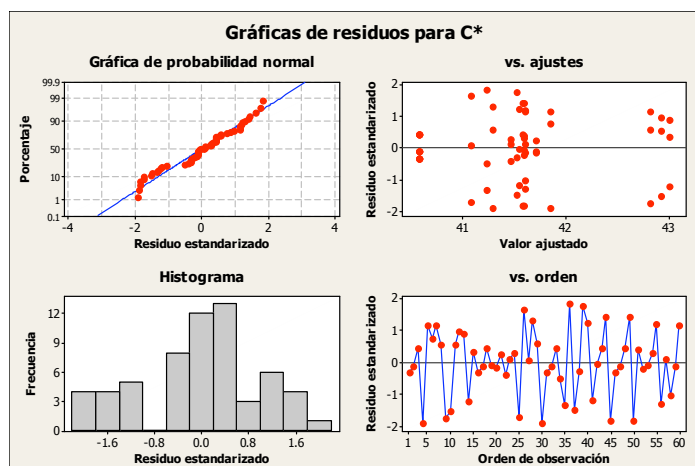 Gráficas de residuos para C*
Gráfica de probabilidad normal
Porcentaje
99.9
99
90
50
10
1
0.1
-4 -2 0 2 4
Residuo estandarizado
vs. ajustes
Residuo estandarizado
2
1
0
-1
-2
41 42 43
Valor ajustado
Histograma
Frecuencia
12
9
6
3
0
-1.6 -0.8 0.0 0.8 1.6
Residuo estandarizado
vs. orden
Residuo estandarizado
2
1
0
-1
-2
1 5 10 15 20 25 30 35 40 45 50 55 60
Orden de observación